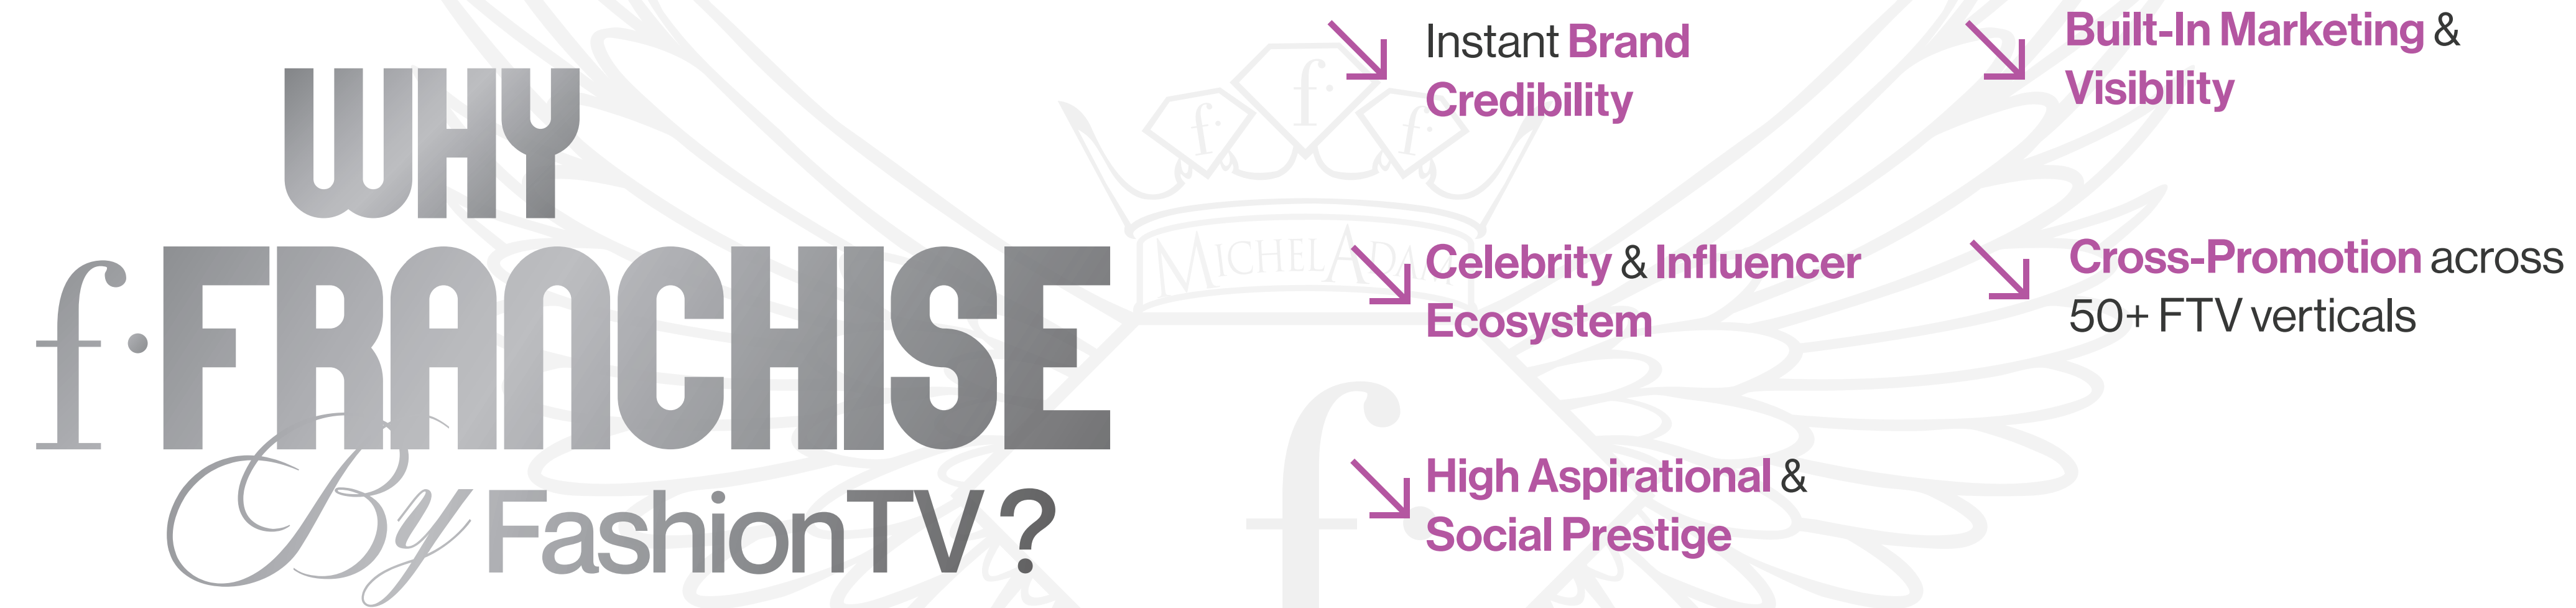 WHY
f. FRANCHISE
By FashionTV?
Instant Brand
Credibility
Celebrity & Influencer
Ecosystem
High Aspirational &
Social Prestige
Built-In Marketing &
Visibility
Cross-Promotion across
50+ FTV verticals
f. f. f.
MICHELADAM
f.